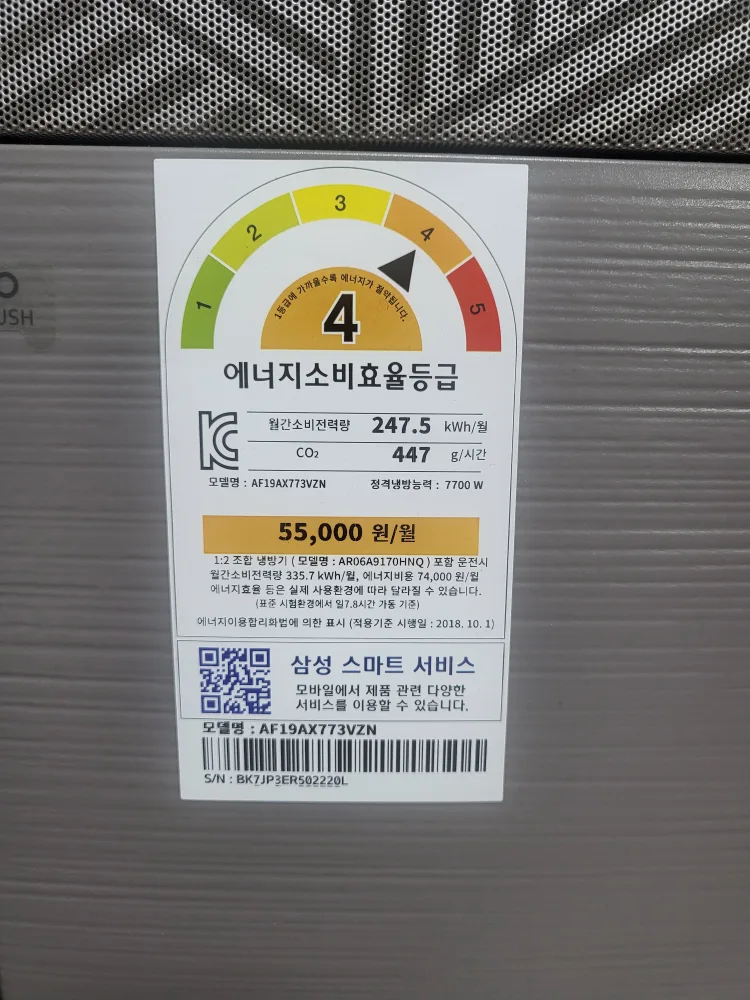 O
USH
1
2
3
4
5
1등급에 가까울수록 에너지가 절약됩니다.
4
에너지소비효율등급
월간소비전력량 247.5 kWh/월
CO₂ 447 g/시간
모델명 : AF19AX773VZN 정격냉방능력 : 7700 W
55,000 원/월
1:2 조합 냉방기 ( 모델명 : AR06A9170HNQ ) 포함 운전시
월간소비전력량 335.7 kWh/월, 에너지비용 74,000 원/월
에너지효율 등은 실제 사용환경에 따라 달라질 수 있습니다.
(표준 시험환경에서 일7.8시간 가동 기준)
에너지이용합리화법에 의한 표시 (적용기준 시행일 : 2018. 10. 1)
삼성 스마트 서비스
모바일에서 제품 관련 다양한
서비스를 이용할 수 있습니다.
모델명 : AF19AX773VZN
S/N : BK7JP3ER502220L